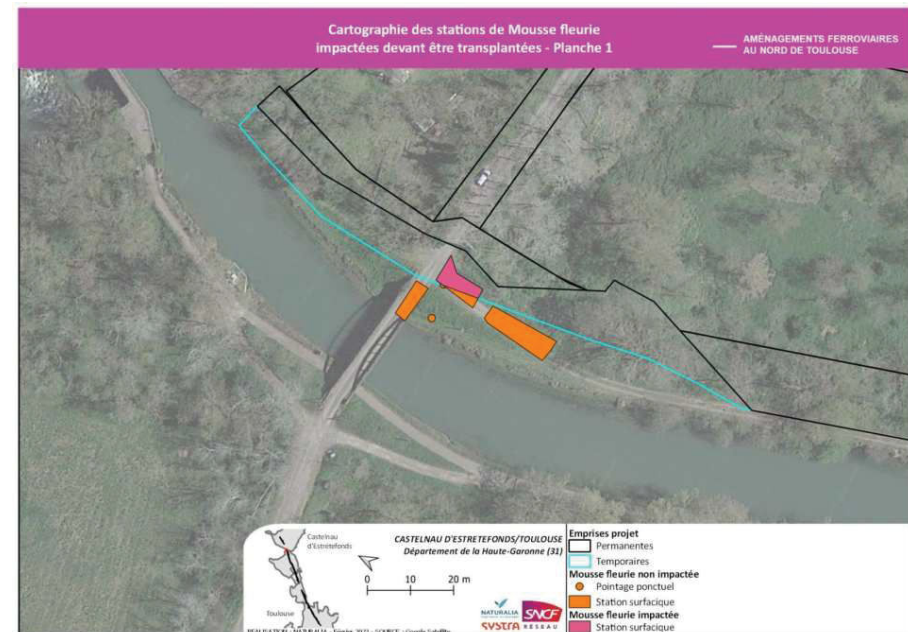 Cartographie des stations de Mousse fleurie
impactées devant être transplantées - Planche 1
AMÉNAGEMENTS FERROVIAIRES
AU NORD DE TOULOUSE
Castelnau
d'Estretefonds
Toulouse
CASTELNAU D'ESTRETEFONDS/TOULOUSE
Département de la Haute-Garonne (31)
0 10 20 m
NATURALIA
SYSTRA
SNCF
RÉSEAU
Emprises projet
Permanentes
Temporaires
Mousse fleurie non impactée
Pointage ponctuel
Station surfacique
Mousse fleurie impactée
Station surfacique